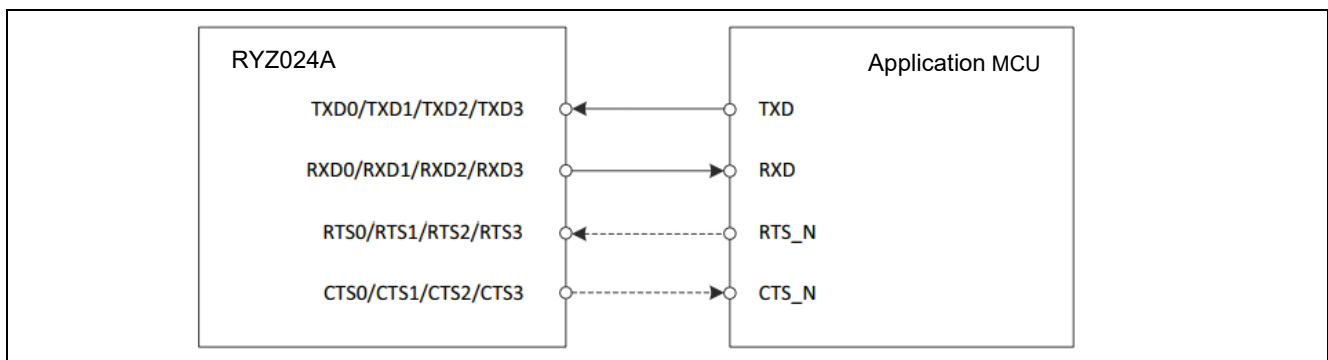 RYZ024A
Application MCU
TXD0/TXD1/TXD2/TXD3
TXD
RXD0/RXD1/RXD2/RXD3
RXD
RTS0/RTS1/RTS2/RTS3
RTS_N
CTS0/CTS1/CTS2/CTS3
CTS_N